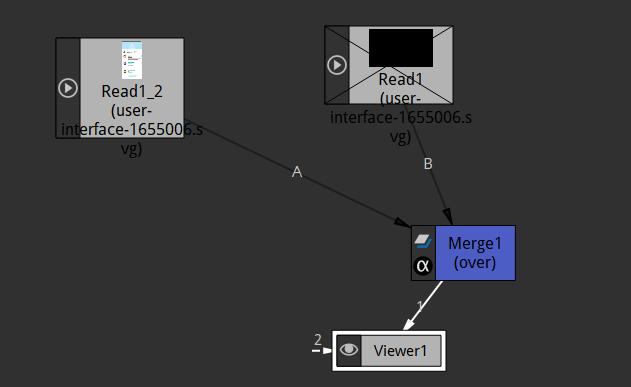 Read1_2
(user-
interface-1655006.s
vg)
Read1
(user-
interface-1655006.s
vg)
A
B
Merge1
(over)
α
1
2
Viewer1